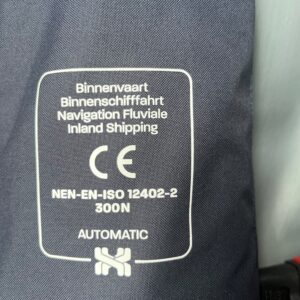 Binnenvaart
Binnenschifffahrt
Navigation Fluviale
Inland Shipping
CE
NEN-EN-ISO 12402-2
300N
AUTOMATIC